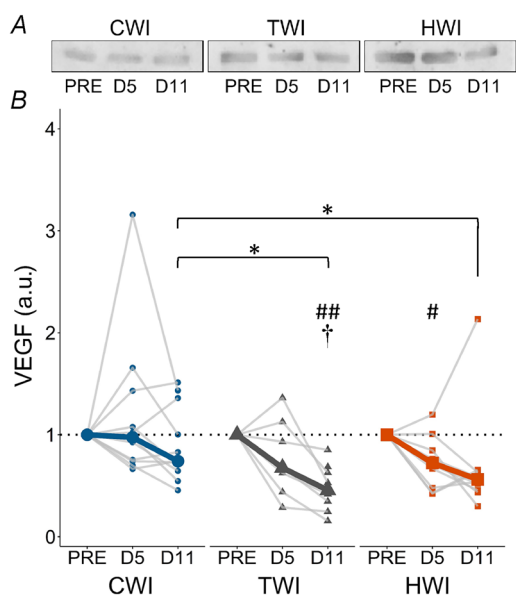 A
CWI TWI HWI
PRE D5 D11 PRE D5 D11 PRE D5 D11
B
4
*
3
*
## #
†
2
VEGF (a.u.)
1
0
PRE D5 D11 PRE D5 D11 PRE D5 D11
CWI TWI HWI